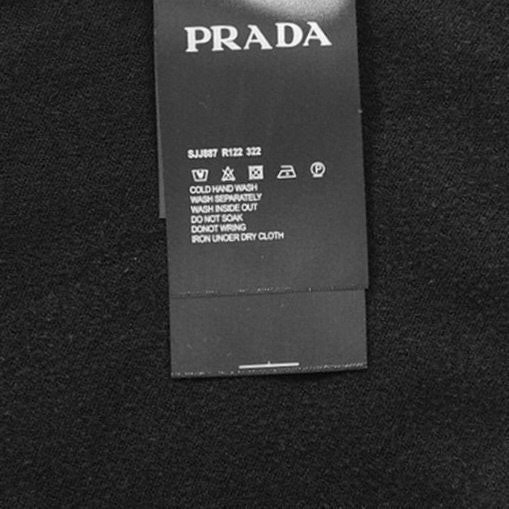 PRADA
SJJ887 R122 322
COLD HAND WASH
WASH SEPARATELY
WASH INSIDE OUT
DO NOT SOAK
DONOT WRING
IRON UNDER DRY CLOTH